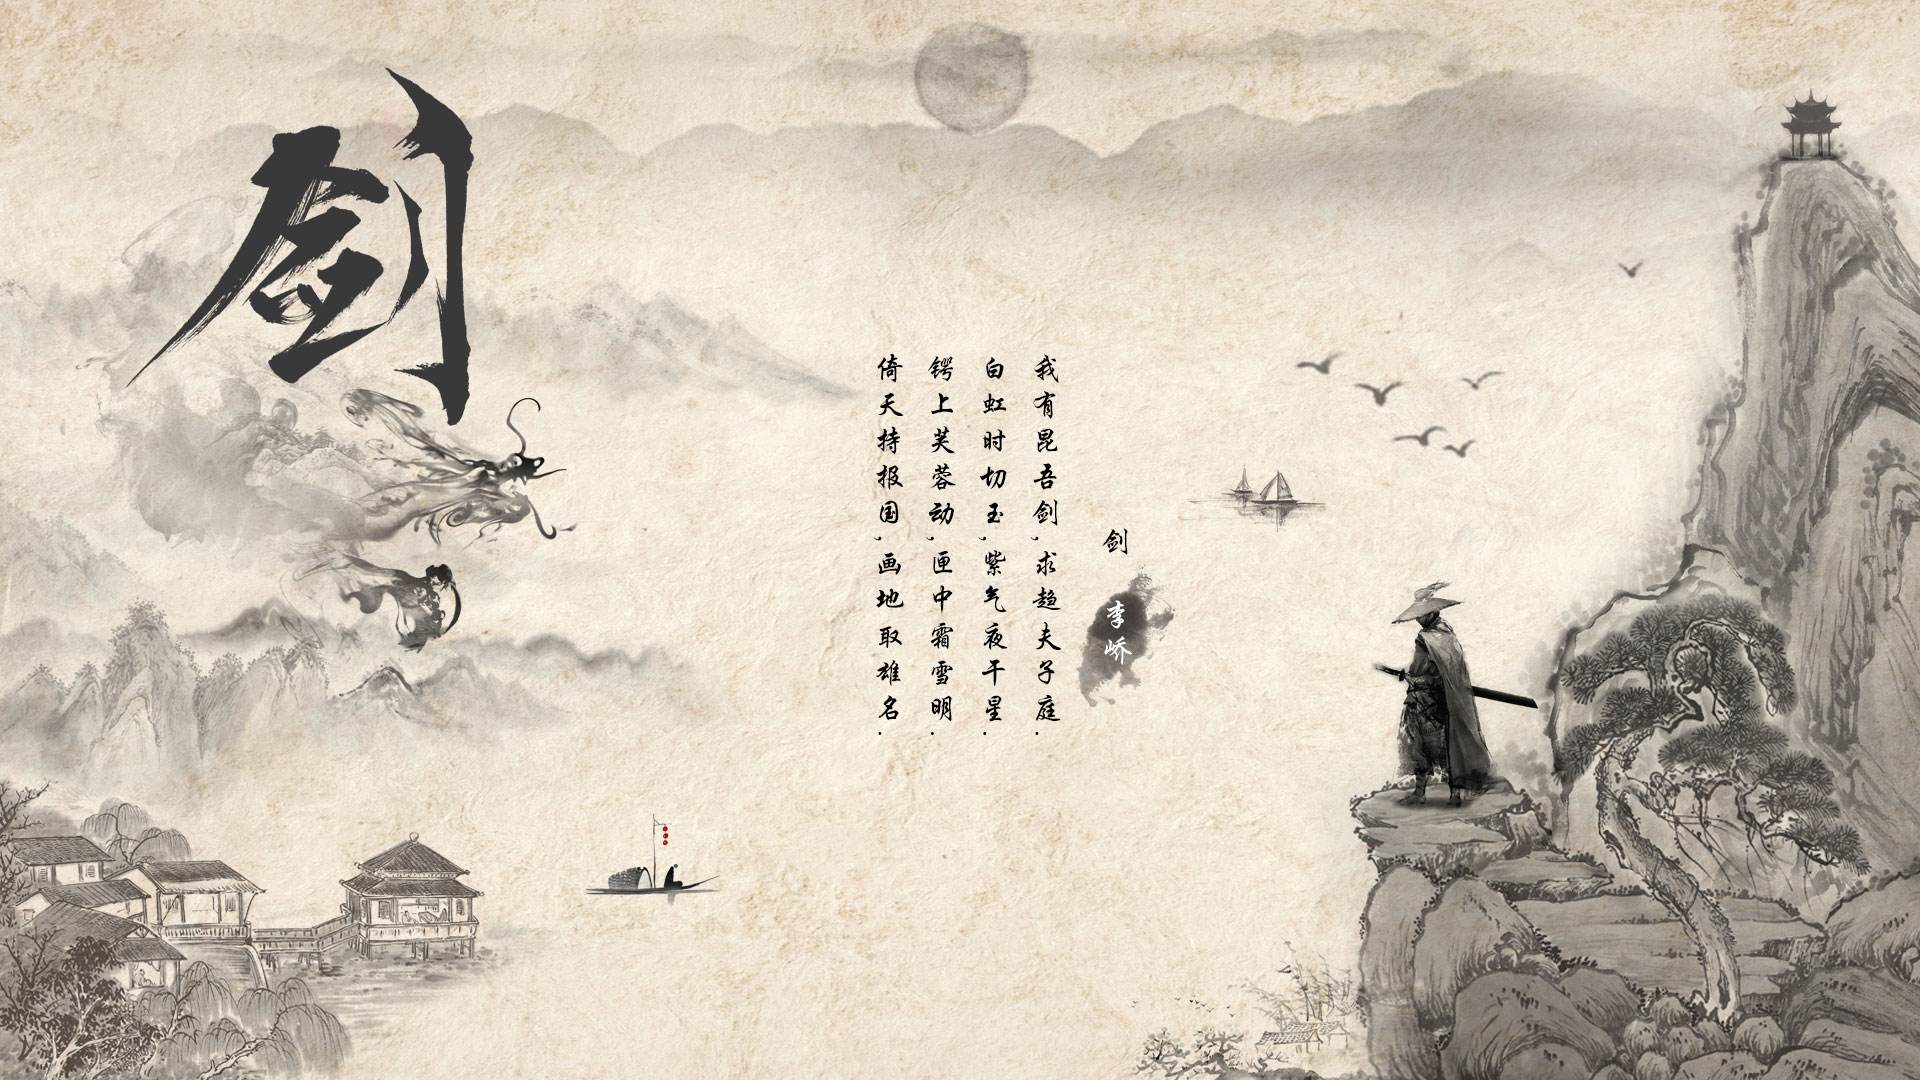 剑
剑
李峤
我有昆吾剑,求趋夫子庭.
白虹时切玉,紫气夜干星.
锷上芙蓉动,匣中霜雪明.
倚天持报国,画地取雄名.